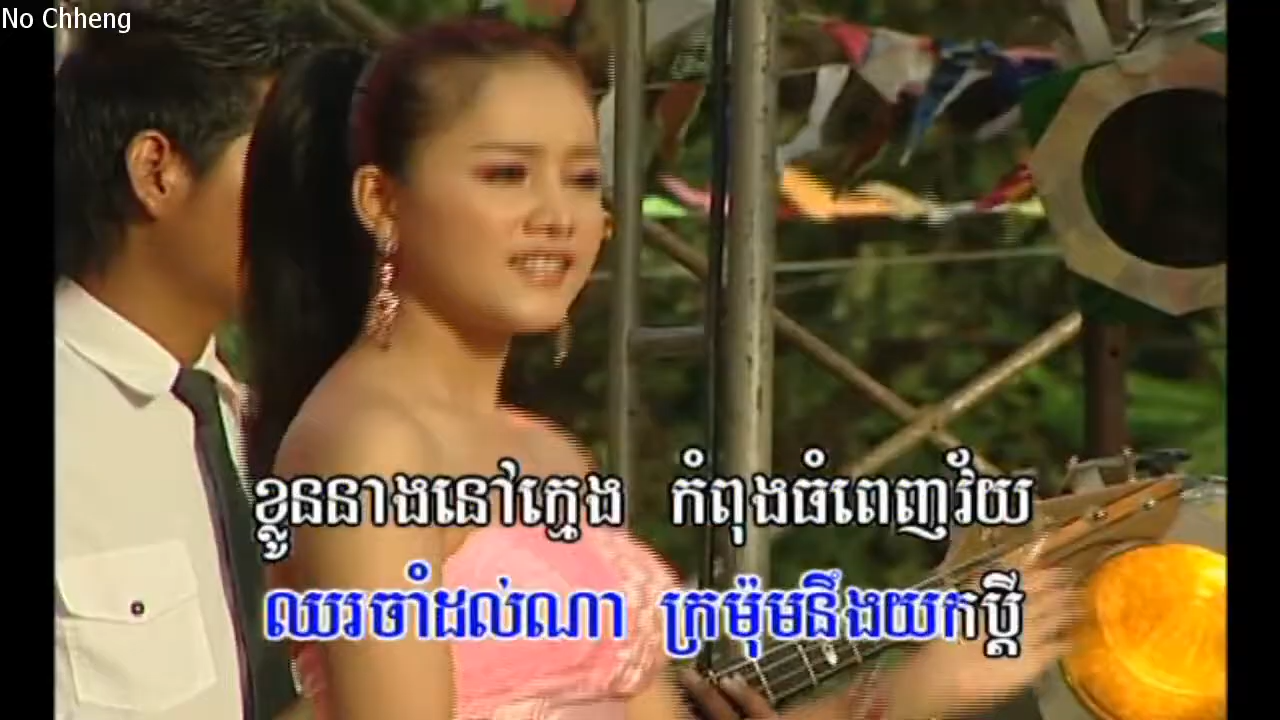 No Chheng
ខ្លួននាងនៅក្មេង កំពុងធំពេញវ័យ
ឈរចាំដល់ណា ក្រម៉ុមនឹងយកប្ដី